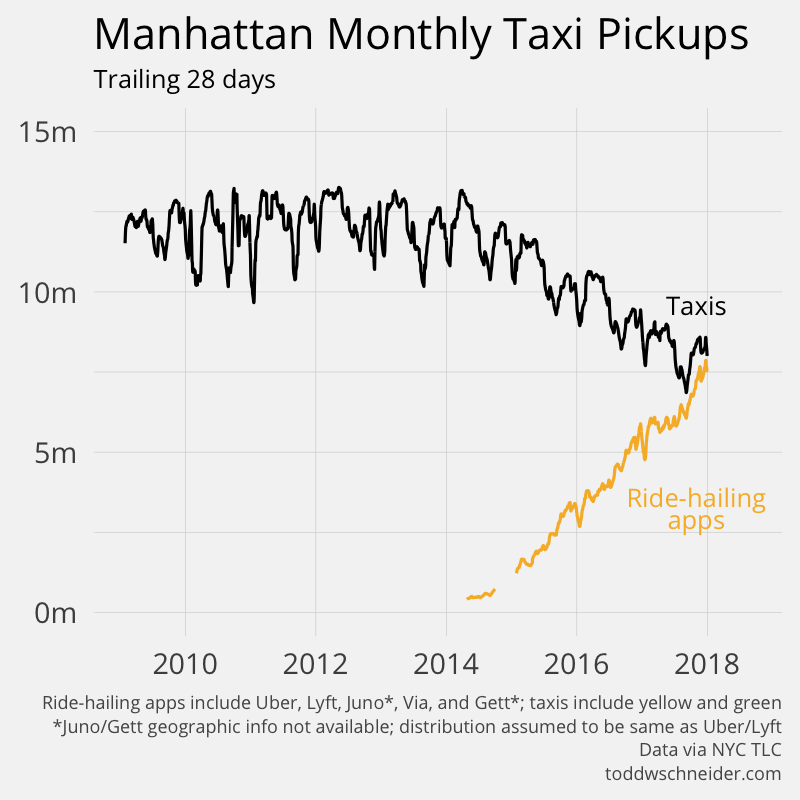 Manhattan Monthly Taxi Pickups
Trailing 28 days
15m
10m
5m
0m
Taxis
Ride-hailing
apps
2010 2012 2014 2016 2018
Ride-hailing apps include Uber, Lyft, Juno*, Via, and Gett*; taxis include yellow and green
*Juno/Gett geographic info not available; distribution assumed to be same as Uber/Lyft
Data via NYC TLC
toddwschneider.com